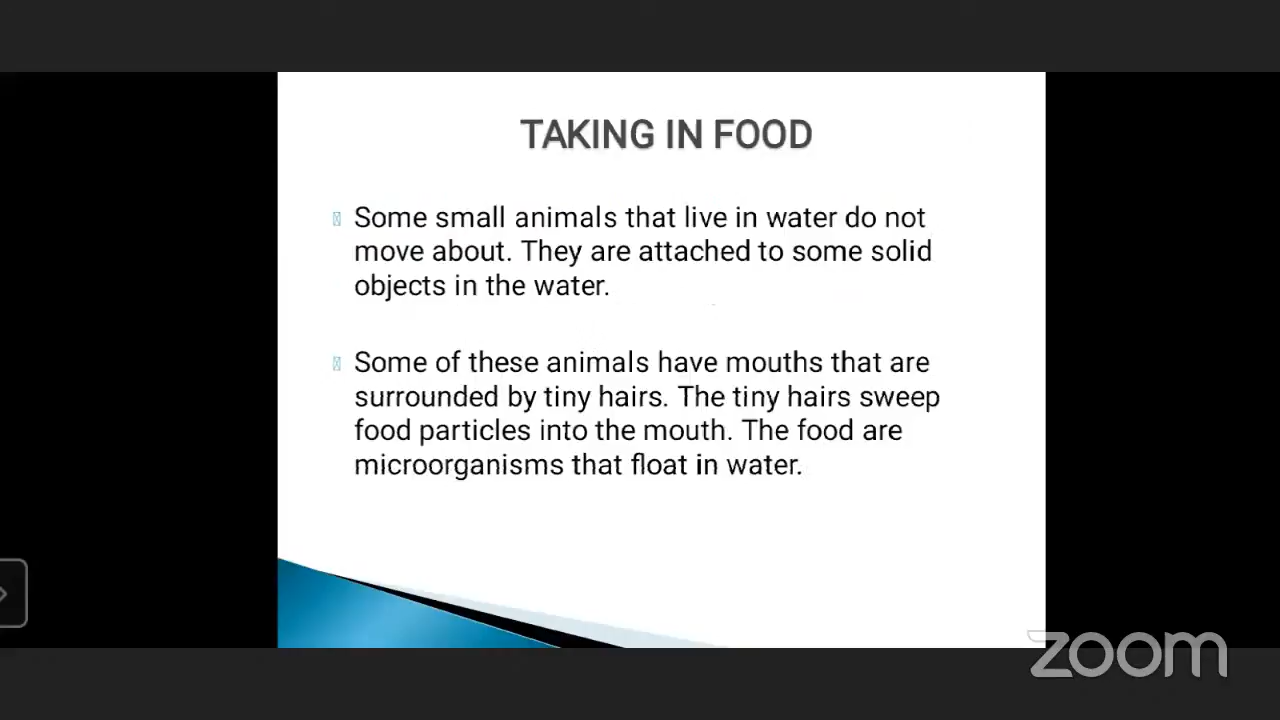 TAKING IN FOOD
Some small animals that live in water do not
move about. They are attached to some solid
objects in the water.
Some of these animals have mouths that are
surrounded by tiny hairs. The tiny hairs sweep
food particles into the mouth. The food are
microorganisms that float in water.
zoom